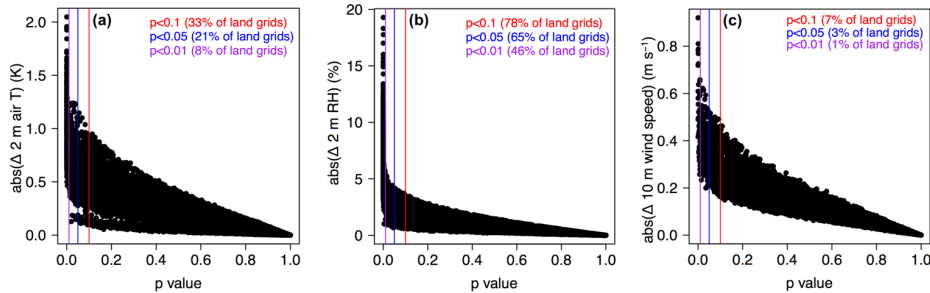 (a)
p<0.1 (33% of land grids)
p<0.05 (21% of land grids)
p<0.01 (8% of land grids)
abs(Δ 2 m air T) (K)
2.0
1.5
1.0
0.5
0.0
0.0 0.2 0.4 0.6 0.8 1.0
p value
(b)
p<0.1 (78% of land grids)
p<0.05 (65% of land grids)
p<0.01 (46% of land grids)
abs(Δ 2 m RH) (%)
20
15
10
5
0
0.0 0.2 0.4 0.6 0.8 1.0
p value
(c)
p<0.1 (7% of land grids)
p<0.05 (3% of land grids)
p<0.01 (1% of land grids)
abs(Δ 10 m wind speed) (m s⁻¹)
0.8
0.6
0.4
0.2
0.0
0.0 0.2 0.4 0.6 0.8 1.0
p value